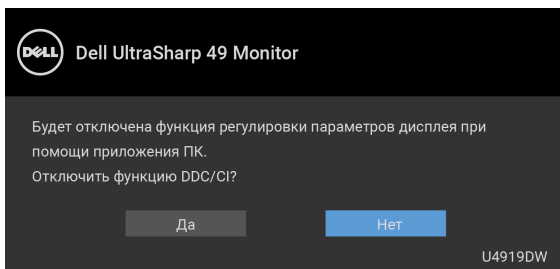 DELL Dell UltraSharp 49 Monitor
Будет отключена функция регулировки параметров дисплея при
помощи приложения ПК.
Отключить функцию DDC/CI?
Да Нет
U4919DW